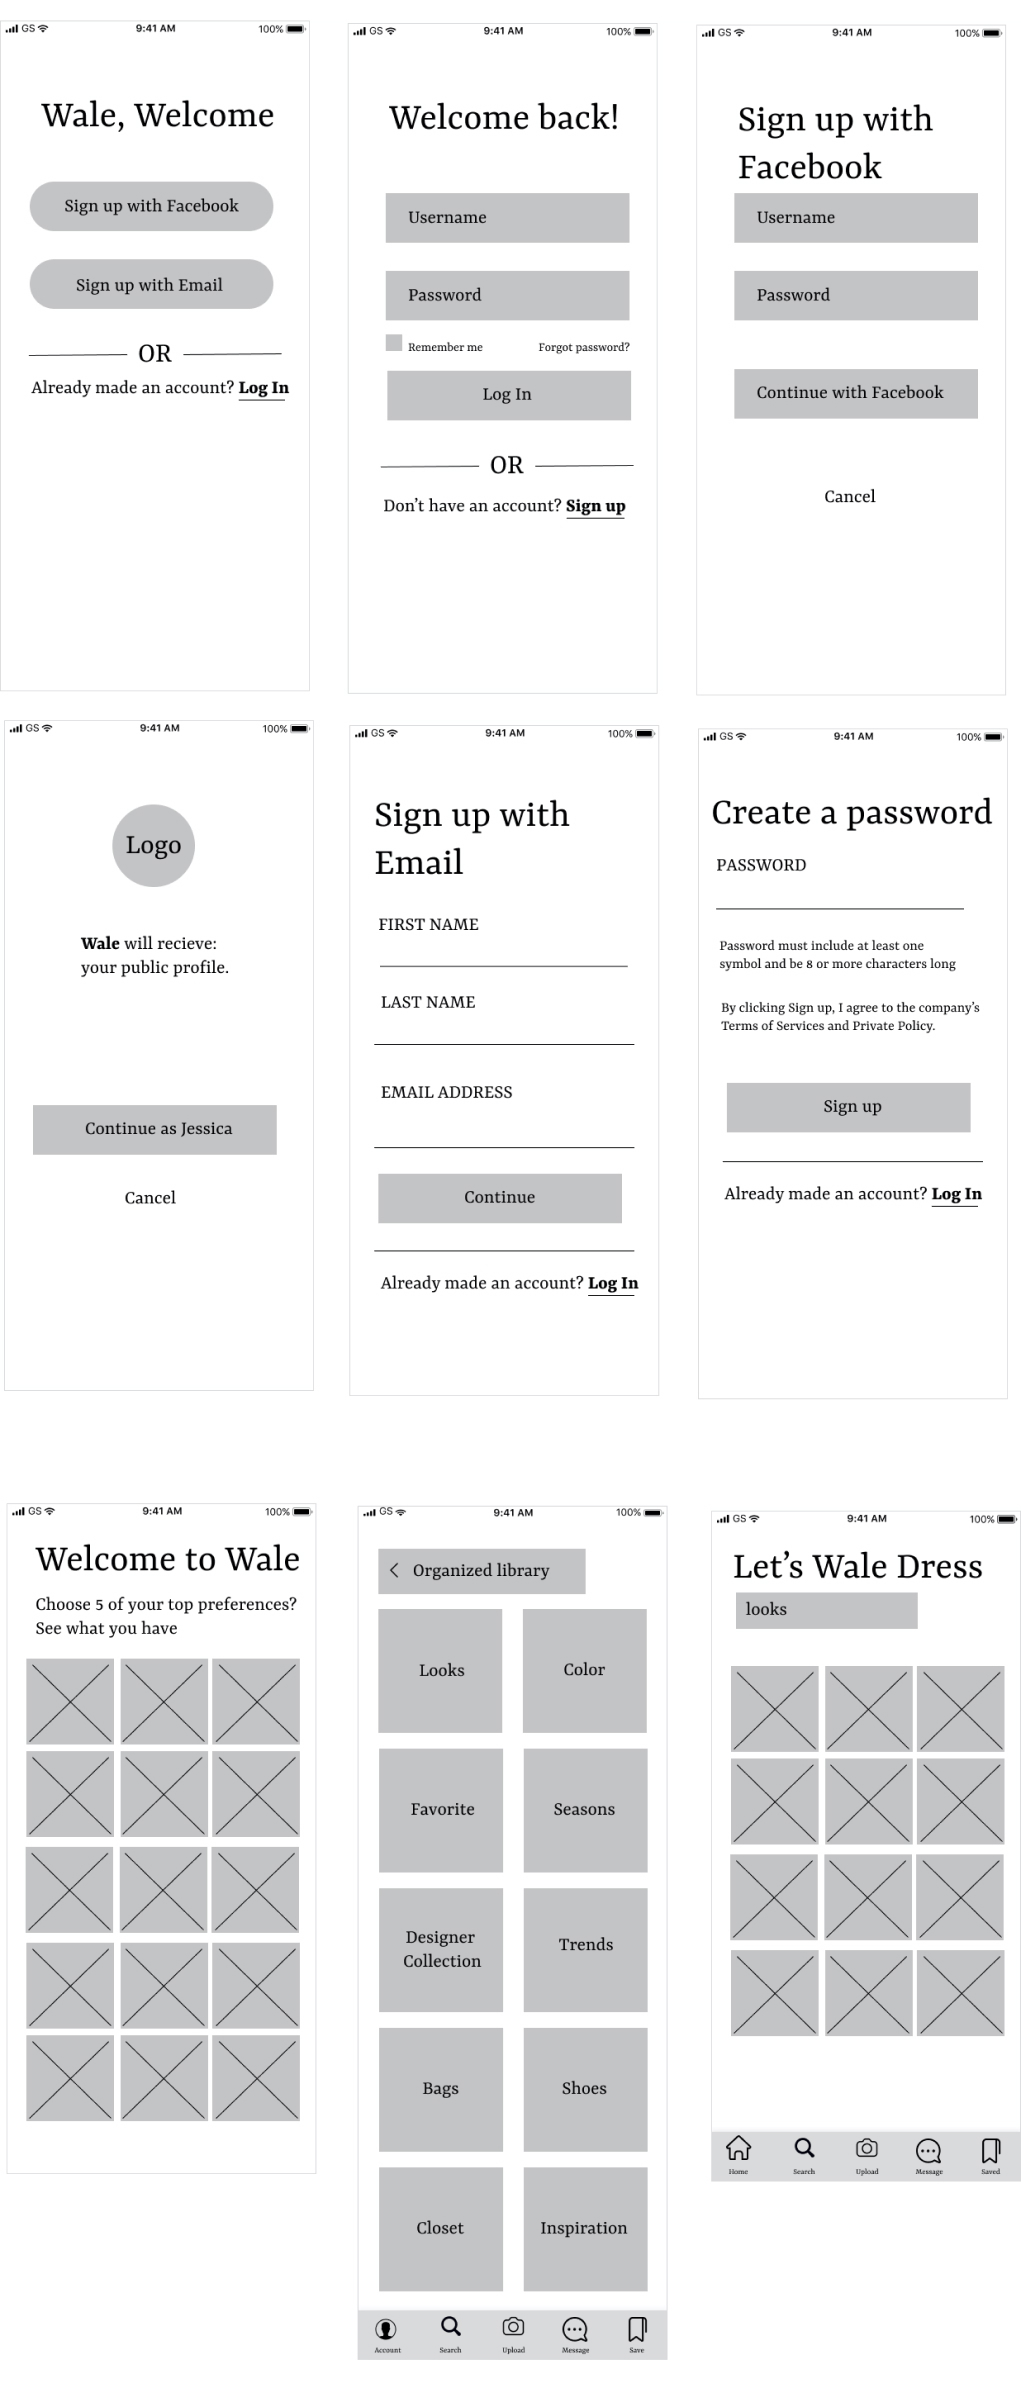 GS 9:41 AM 100%
Wale, Welcome
Sign up with Facebook
Sign up with Email
OR
Already made an account? Log In
GS 9:41 AM 100%
Welcome back!
Username
Password
Remember me Forgot password?
Log In
OR
Don't have an account? Sign up
GS 9:41 AM 100%
Sign up with
Facebook
Username
Password
Continue with Facebook
Cancel
GS 9:41 AM 100%
Logo
Wale will recieve:
your public profile.
Continue as Jessica
Cancel
GS 9:41 AM 100%
Sign up with
Email
FIRST NAME
LAST NAME
EMAIL ADDRESS
Continue
Already made an account? Log In
GS 9:41 AM 100%
Create a password
PASSWORD
Password must include at least one
symbol and be 8 or more characters long
By clicking Sign up, I agree to the company's
Terms of Services and Private Policy.
Sign up
Already made an account? Log In
GS 9:41 AM 100%
Welcome to Wale
Choose 5 of your top preferences?
See what you have
GS 9:41 AM 100%
Organized library
Looks Color
Favorite Seasons
Designer
Collection
Trends
Bags Shoes
Closet Inspiration
Account Search Upload Message Save
GS 9:41 AM 100%
Let's Wale Dress
looks
Home Search Upload Message Saved